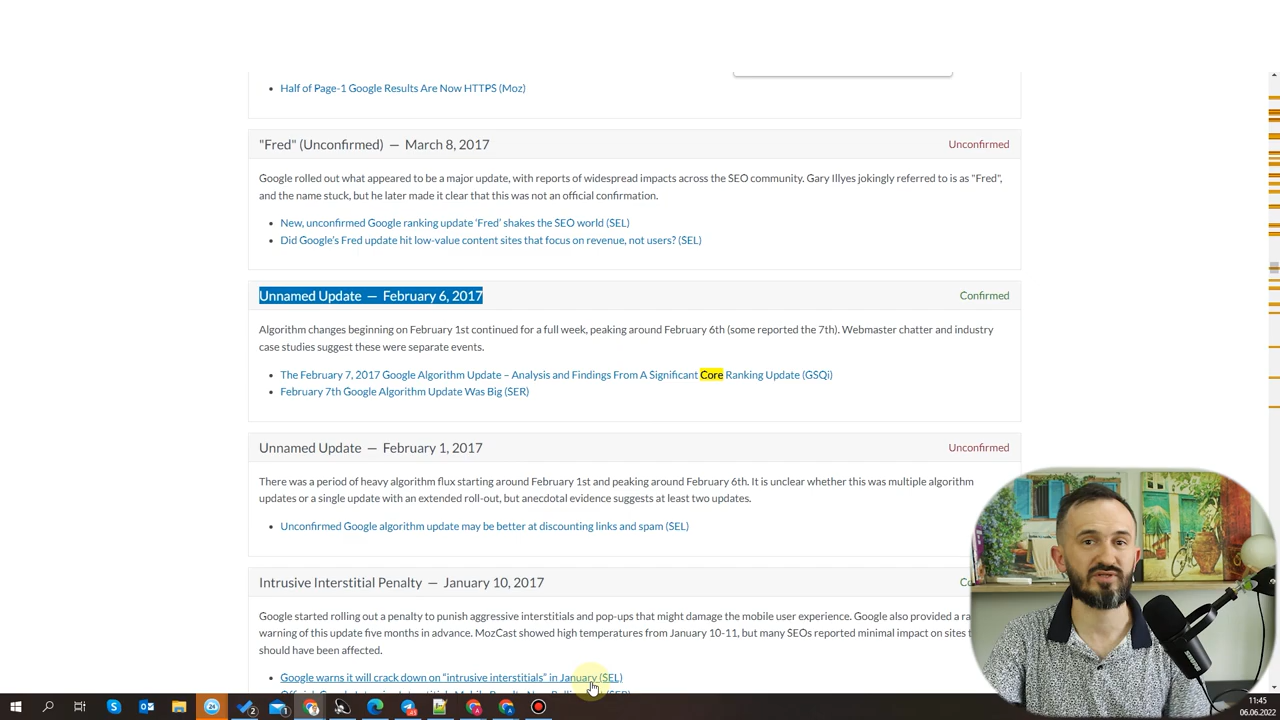 Half of Page-1 Google Results Are Now HTTPS (Moz)
"Fred" (Unconfirmed) — March 8, 2017
Unconfirmed
Google rolled out what appeared to be a major update, with reports of widespread impacts across the SEO community. Gary Illyes jokingly referred to is as "Fred",
and the name stuck, but he later made it clear that this was not an official confirmation.
New, unconfirmed Google ranking update ‘Fred’ shakes the SEO world (SEL)
Did Google’s Fred update hit low-value content sites that focus on revenue, not users? (SEL)
Unnamed Update — February 6, 2017
Confirmed
Algorithm changes beginning on February 1st continued for a full week, peaking around February 6th (some reported the 7th). Webmaster chatter and industry
case studies suggest these were separate events.
The February 7, 2017 Google Algorithm Update – Analysis and Findings From A Significant Core Ranking Update (GSQi)
February 7th Google Algorithm Update Was Big (SER)
Unnamed Update — February 1, 2017
Unconfirmed
There was a period of heavy algorithm flux starting around February 1st and peaking around February 6th. It is unclear whether this was multiple algorithm
updates or a single update with an extended roll-out, but anecdotal evidence suggests at least two updates.
Unconfirmed Google algorithm update may be better at discounting links and spam (SEL)
Intrusive Interstitial Penalty — January 10, 2017
Google started rolling out a penalty to punish aggressive interstitials and pop-ups that might damage the mobile user experience. Google also provided a
warning of this update five months in advance. MozCast showed high temperatures from January 10-11, but many SEOs reported minimal impact on sites
should have been affected.
Google warns it will crack down on “intrusive interstitials” in January (SEL)
11:45
06.06.2022